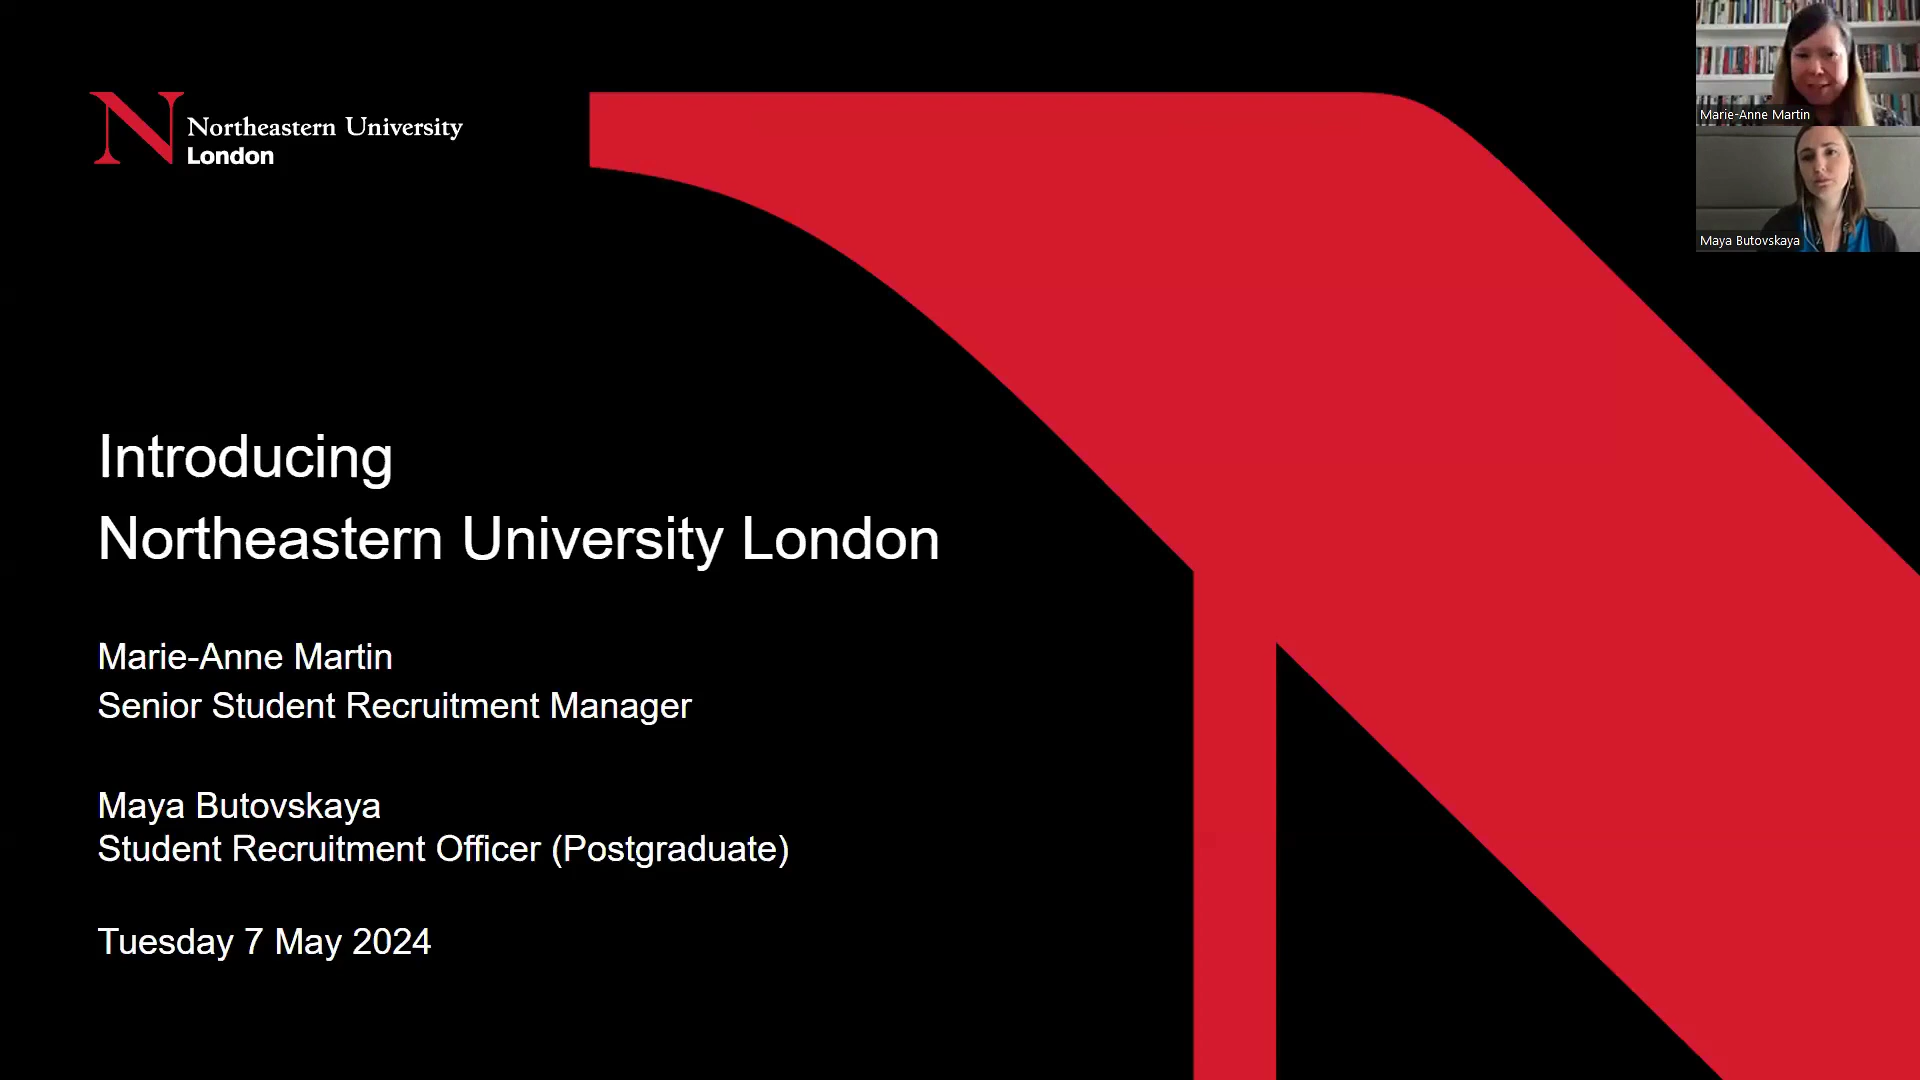 Northeastern University
London
Marie-Anne Martin
Maya Butovskaya
Introducing
Northeastern University London
Marie-Anne Martin
Senior Student Recruitment Manager
Maya Butovskaya
Student Recruitment Officer (Postgraduate)
Tuesday 7 May 2024